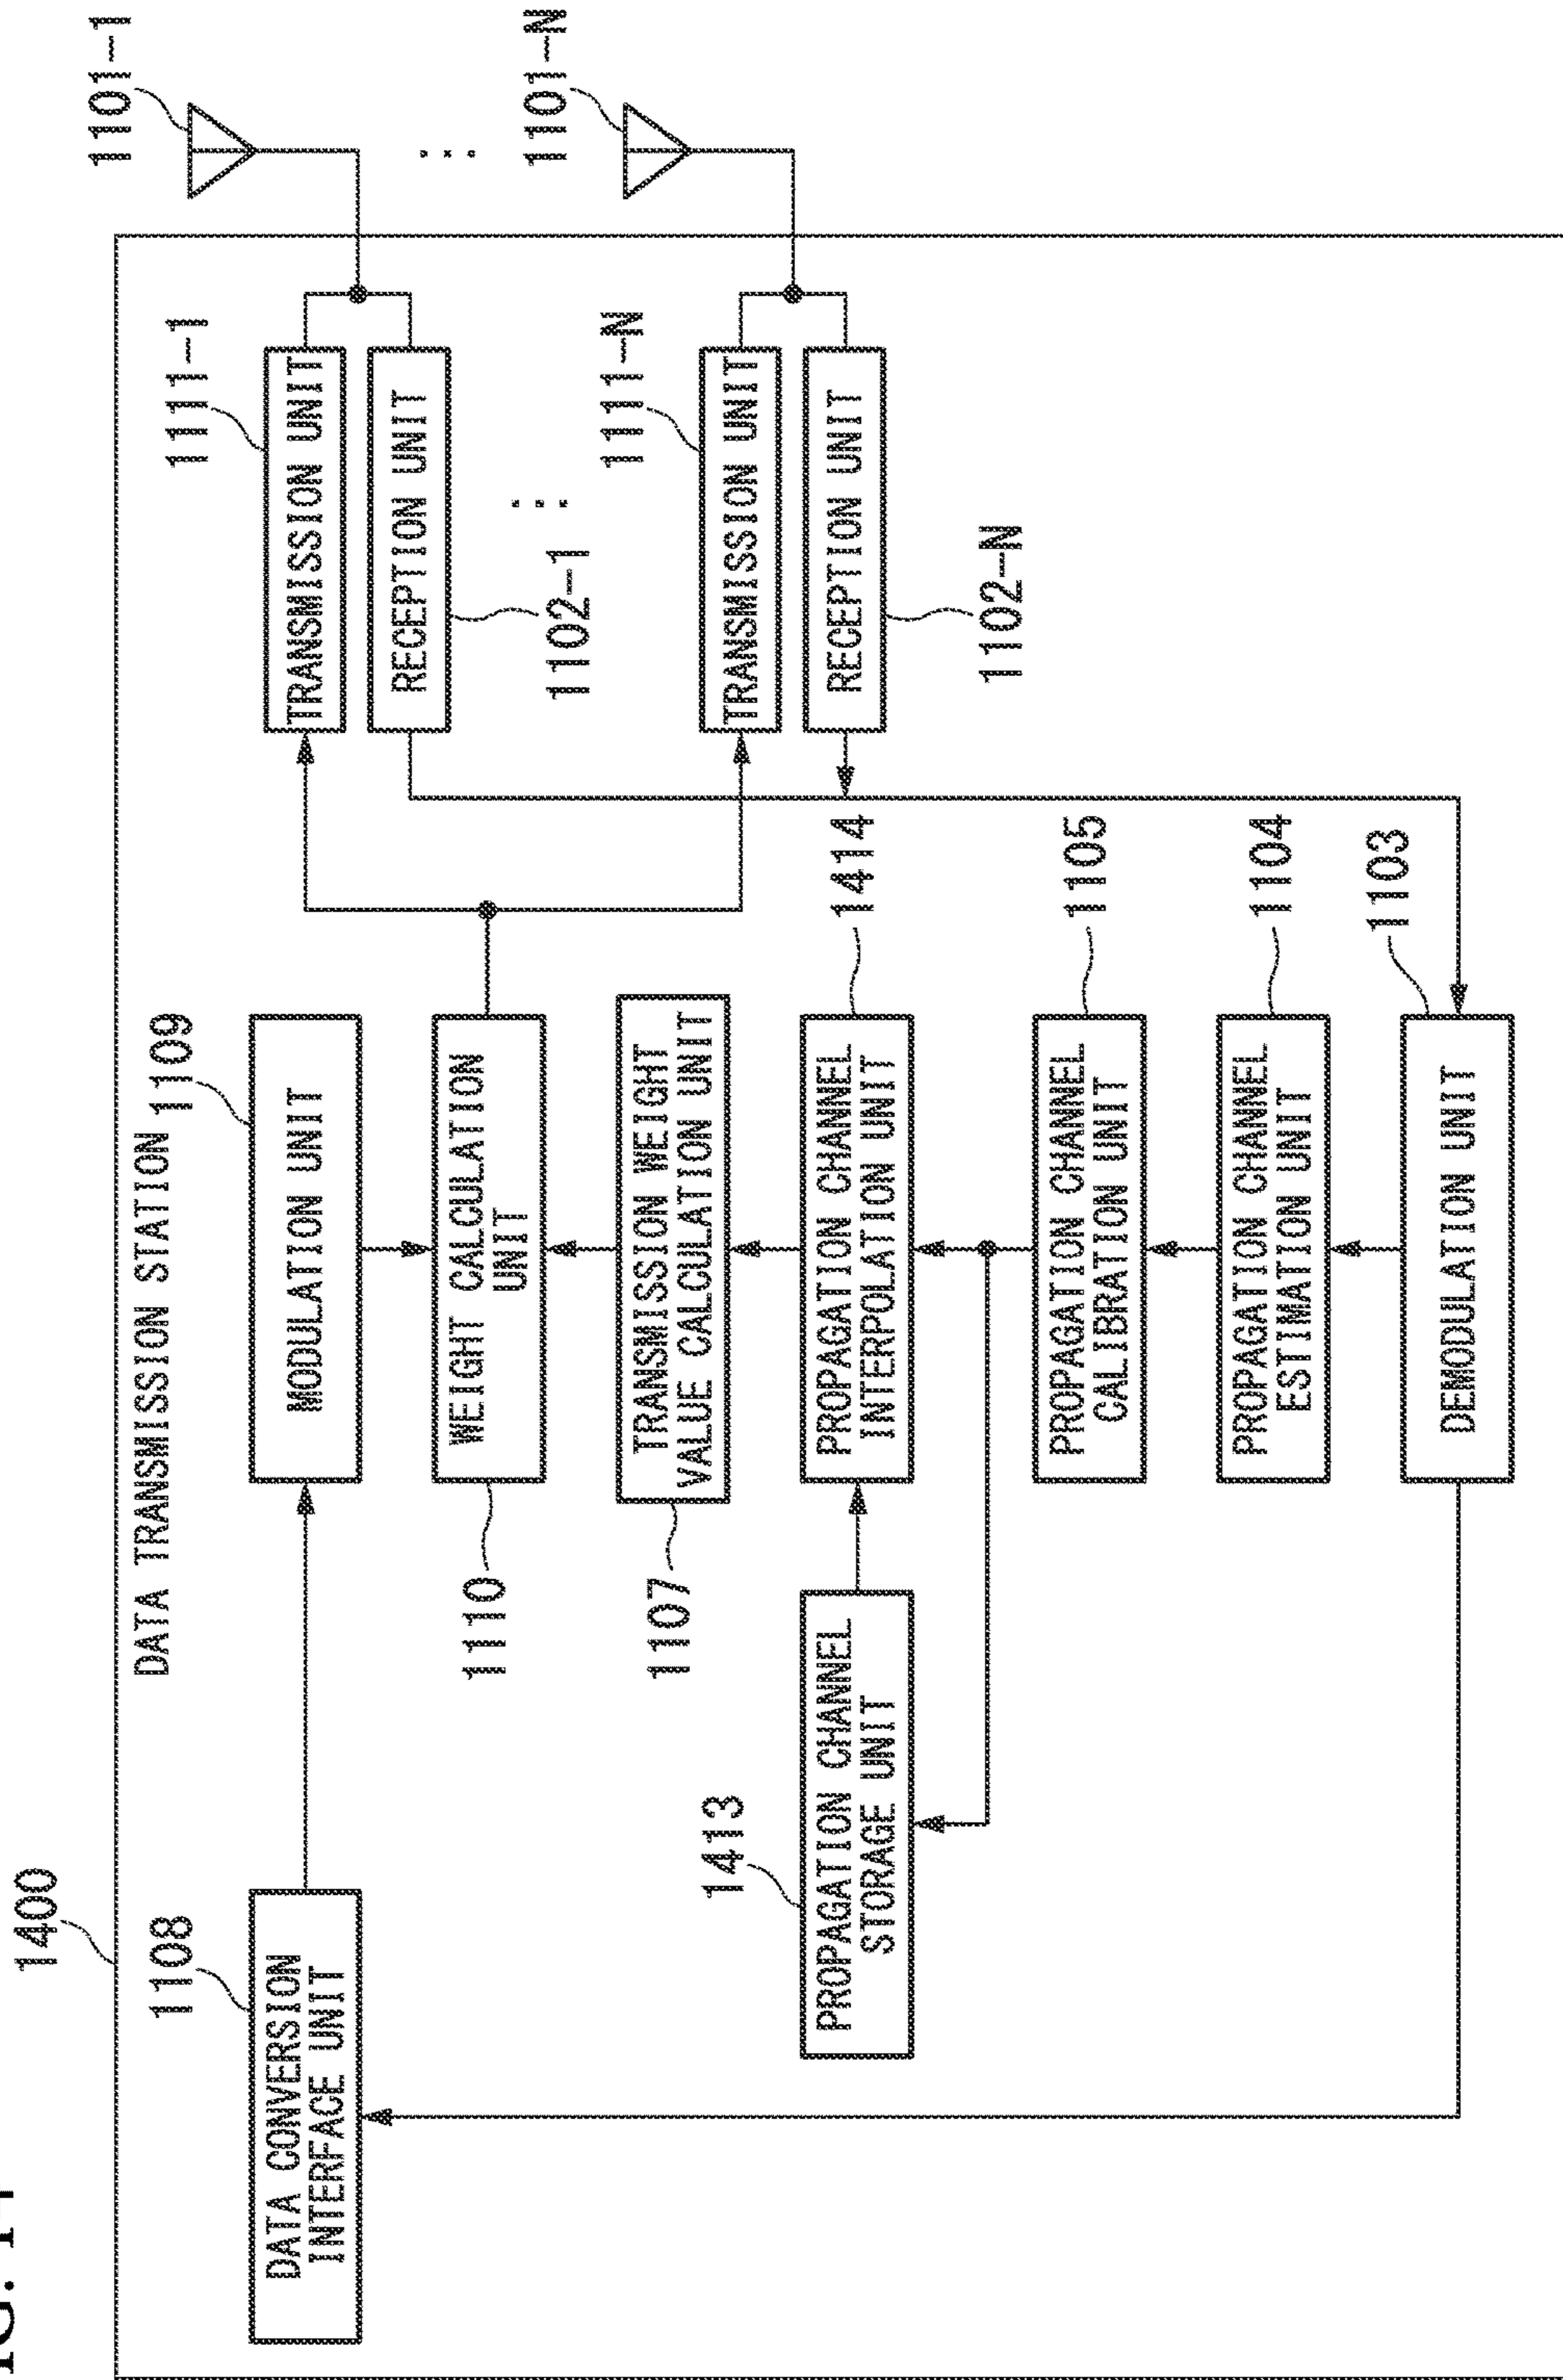 FIG. 14
1400
DATA TRANSMISSION STATION
1108
DATA CONVERSION
INTERFACE UNIT
1109
MODULATION UNIT
1110
WEIGHT CALCULATION
UNIT
1107
TRANSMISSION WEIGHT
VALUE CALCULATION UNIT
1413
PROPAGATION CHANNEL
STORAGE UNIT
1414
PROPAGATION CHANNEL
INTERPOLATION UNIT
1105
PROPAGATION CHANNEL
CALIBRATION UNIT
1104
PROPAGATION CHANNEL
ESTIMATION UNIT
1103
DEMODULATION UNIT
1111-1
TRANSMISSION UNIT
RECEPTION UNIT
1102-1
...
1111-N
TRANSMISSION UNIT
RECEPTION UNIT
1102-N
1101-1
...
1101-N